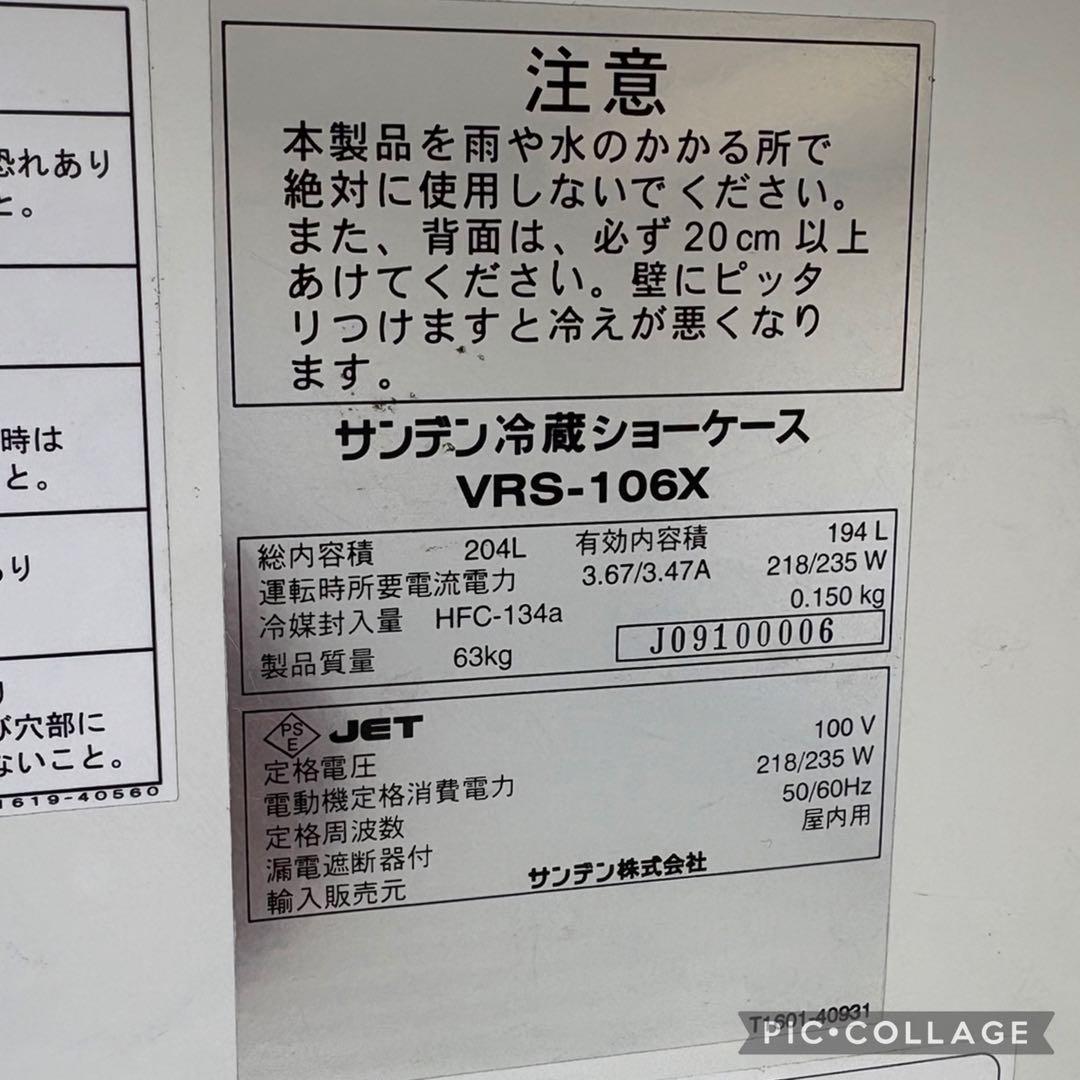 恐れあり
と。
時は
と。
あり
り
び穴部に
ないこと。
1619-40560
注意
本製品を雨や水のかかる所で
絶対に使用しないでください。
また、背面は、必ず20cm以上
あけてください。壁にピッタ
リつけますと冷えが悪くなり
ます。
サンデン冷蔵ショーケース
VRS-106X
総内容積 204L 有効内容積 194 L
運転時所要電流電力 3.67/3.47A 218/235 W
冷媒封入量 HFC-134a 0.150 kg
製品質量 63kg J09100006
PSE JET
定格電圧 100 V
電動機定格消費電力 218/235 W
定格周波数 50/60Hz
漏電遮断器付 屋内用
輸入販売元 サンデン株式会社
T1601-40931
PIC•COLLAGE